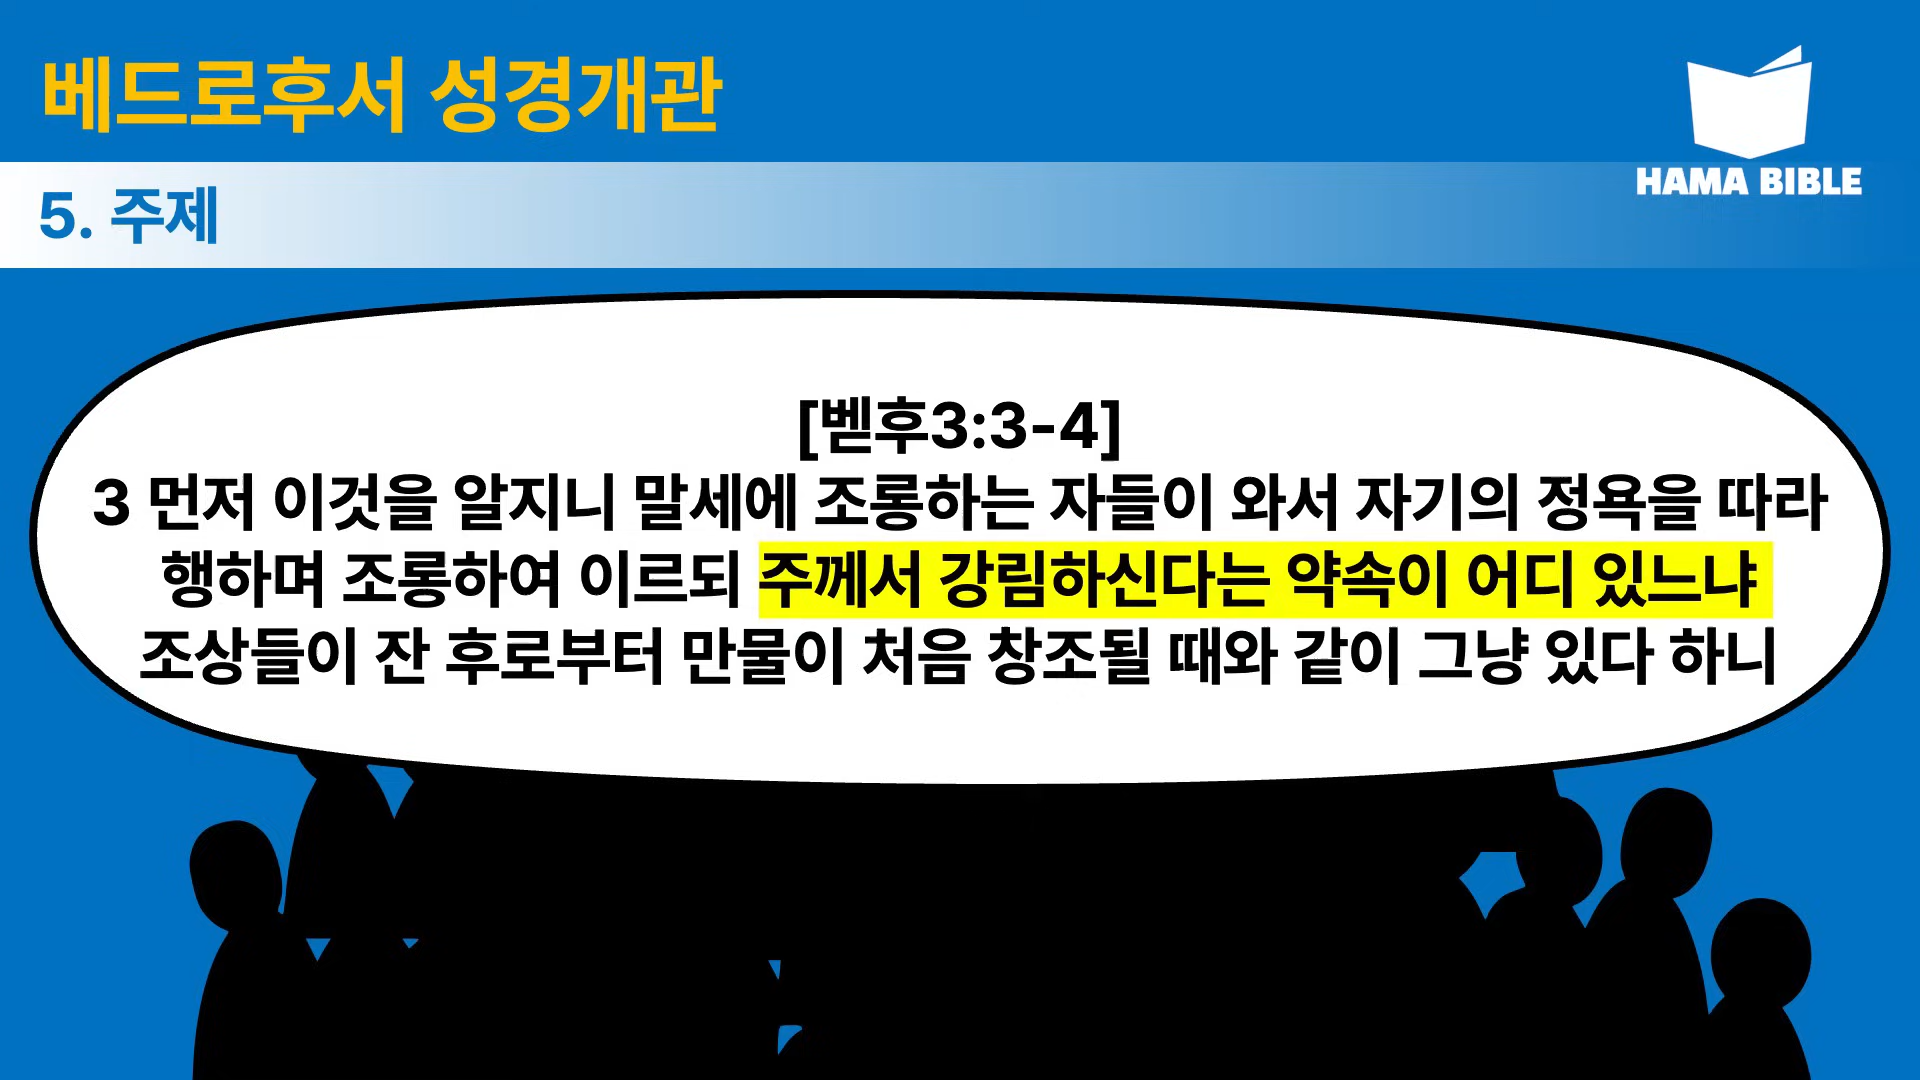 베드로후서 성경개관
HAMA BIBLE
5. 주제
[벧후3:3-4]
3 먼저 이것을 알지니 말세에 조롱하는 자들이 와서 자기의 정욕을 따라
행하며 조롱하여 이르되 주께서 강림하신다는 약속이 어디 있느냐
조상들이 잔 후로부터 만물이 처음 창조될 때와 같이 그냥 있다 하니